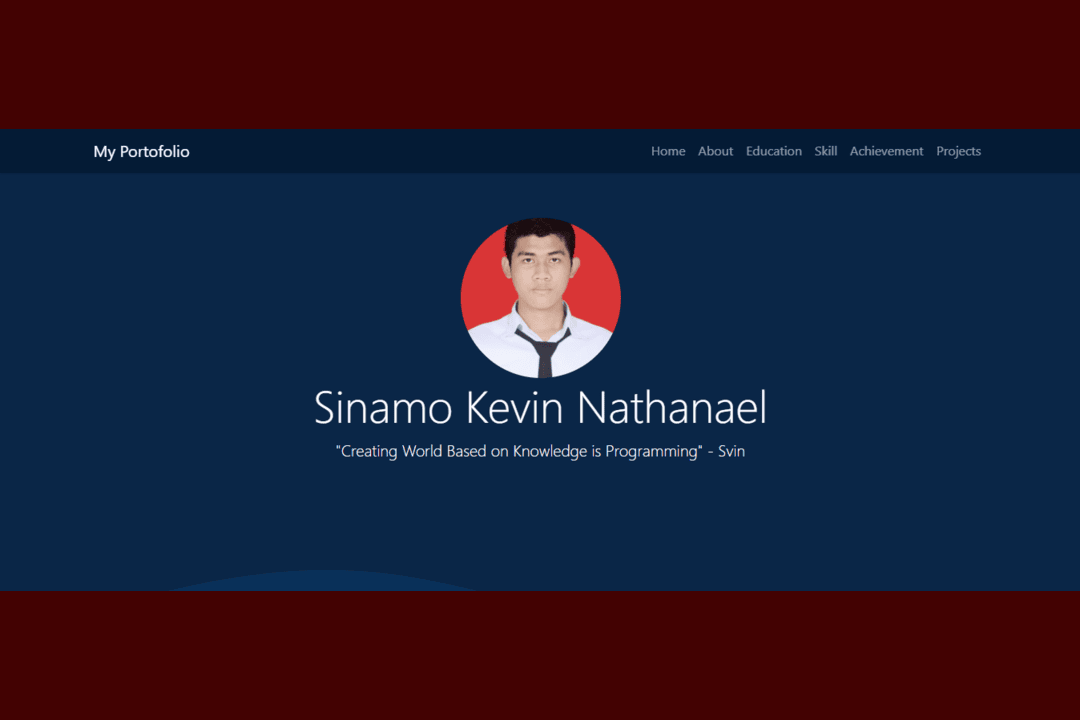 My Portofolio
Home About Education Skill Achievement Projects
Sinamo Kevin Nathanael
"Creating World Based on Knowledge is Programming" - Svin